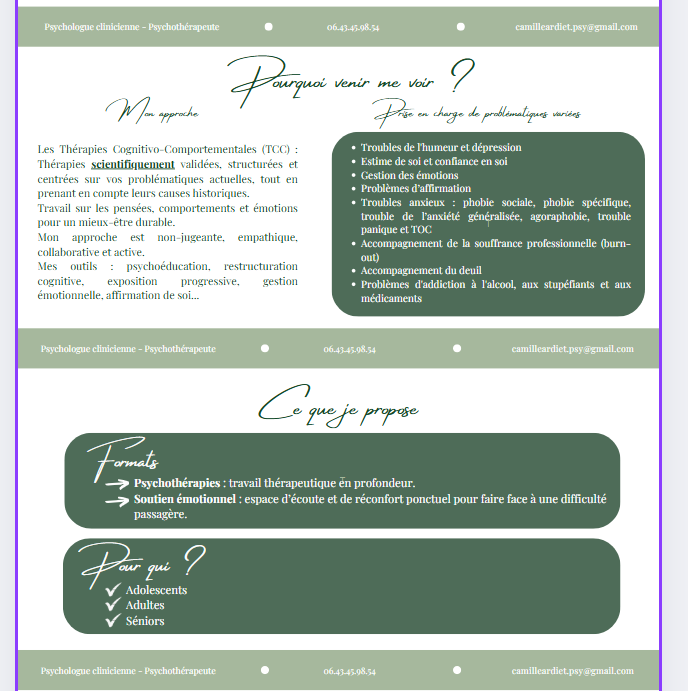 Psychologue clinicienne - Psychothérapeute 06.43.45.98.54 camilleardiet.psy@gmail.com
Pourquoi venir me voir ?
Mon approche
Les Thérapies Cognitivo-Comportementales (TCC) :
Thérapies scientifiquement validées, structurées et
centrées sur vos problématiques actuelles, tout en
prenant en compte leurs causes historiques.
Travail sur les pensées, comportements et émotions
pour un mieux-être durable.
Mon approche est non-jugeante, empathique,
collaborative et active.
Mes outils : psychoéducation, restructuration
cognitive, exposition progressive, gestion
émotionnelle, affirmation de soi...
Prise en charge de problématiques variées
• Troubles de l'humeur et dépression
• Estime de soi et confiance en soi
• Gestion des émotions
• Problèmes d'affirmation
• Troubles anxieux : phobie sociale, phobie spécifique,
trouble de l'anxiété généralisée, agoraphobie, trouble
panique et TOC
• Accompagnement de la souffrance professionnelle (burn-
out)
• Accompagnement du deuil
• Problèmes d'addiction à l'alcool, aux stupéfiants et aux
médicaments
Psychologue clinicienne - Psychothérapeute 06.43.45.98.54 camilleardiet.psy@gmail.com
Ce que je propose
Formats
Psychothérapies : travail thérapeutique en profondeur.
Soutien émotionnel : espace d'écoute et de réconfort ponctuel pour faire face à une difficulté
passagère.
Pour qui ?
Adolescents
Adultes
Séniors
Psychologue clinicienne - Psychothérapeute 06.43.45.98.54 camilleardiet.psy@gmail.com